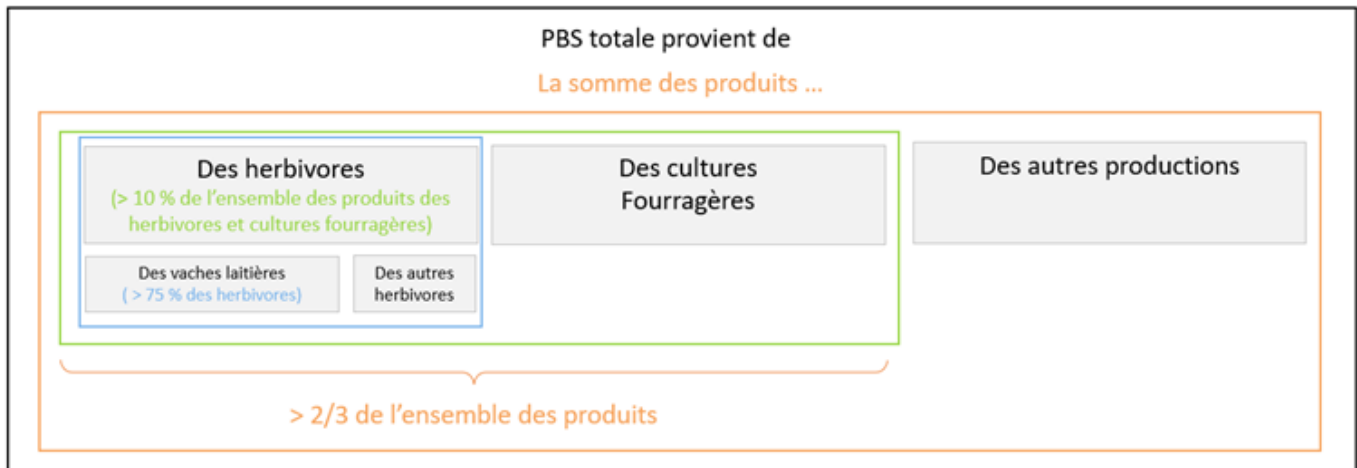 PBS totale provient de
La somme des produits ...
Des herbivores
(> 10 % de l'ensemble des produits des
herbivores et cultures fourragères)
Des cultures
Fourragères
Des autres productions
Des vaches laitières
( > 75 % des herbivores)
Des autres
herbivores
> 2/3 de l'ensemble des produits